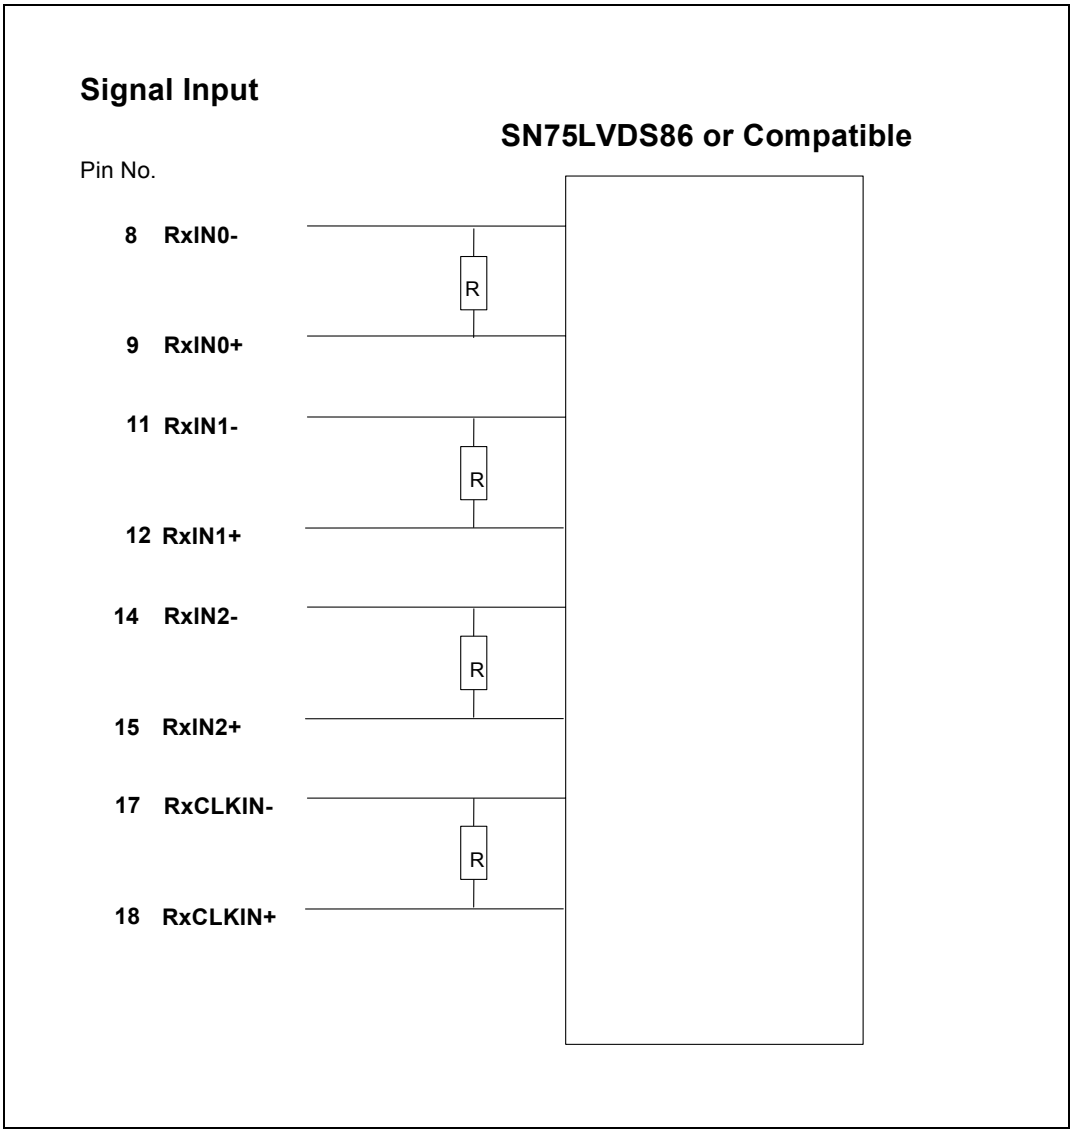 Signal Input
SN75LVDS86 or Compatible
Pin No.
8 RxIN0-
R
9 RxIN0+
11 RxIN1-
R
12 RxIN1+
14 RxIN2-
R
15 RxIN2+
17 RxCLKIN-
R
18 RxCLKIN+